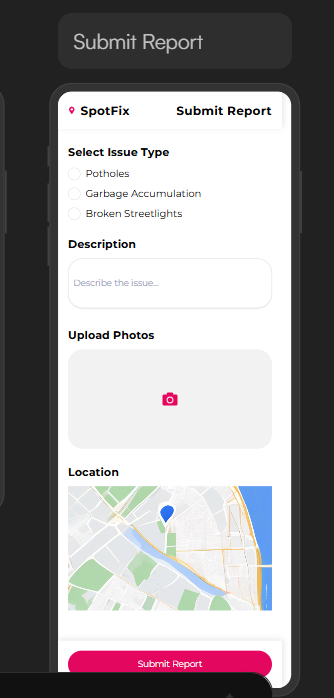 Submit Report
SpotFix Submit Report
Select Issue Type
Potholes
Garbage Accumulation
Broken Streetlights
Description
Describe the issue...
Upload Photos
Location
Submit Report